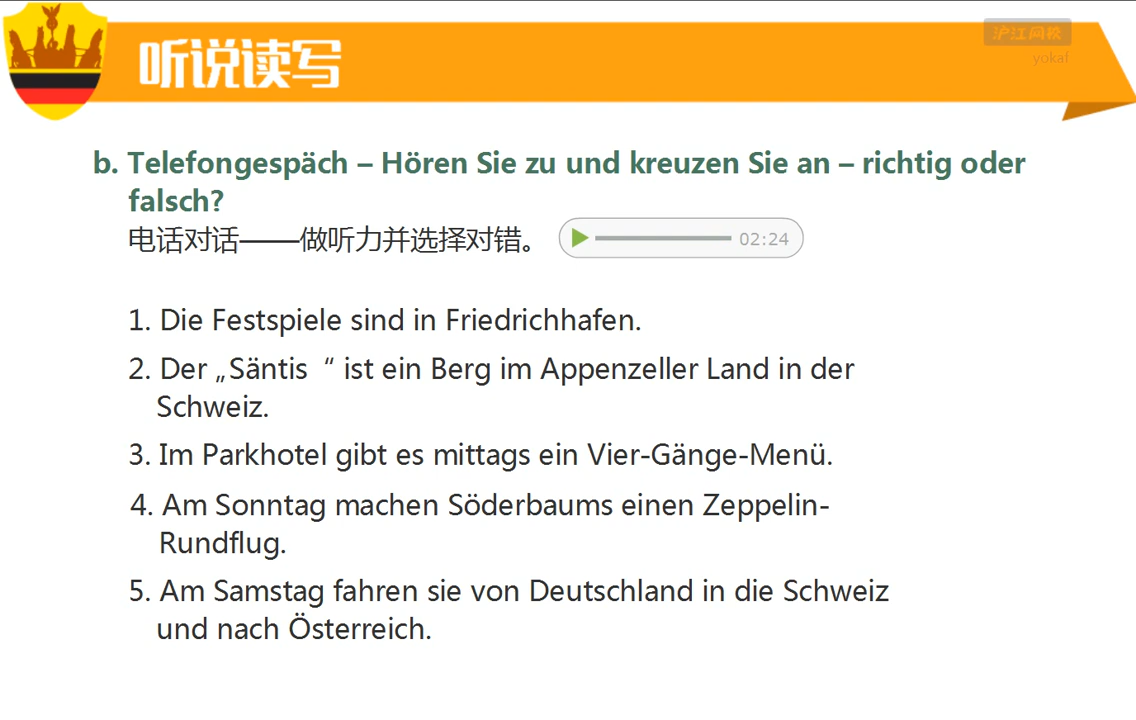 听说读写
沪江网校
yokaf
b. Telefongespäch – Hören Sie zu und kreuzen Sie an – richtig oder
falsch?
电话对话——做听力并选择对错。 02:24
1. Die Festspiele sind in Friedrichhafen.
2. Der „Säntis “ ist ein Berg im Appenzeller Land in der
Schweiz.
3. Im Parkhotel gibt es mittags ein Vier-Gänge-Menü.
4. Am Sonntag machen Söderbaums einen Zeppelin-
Rundflug.
5. Am Samstag fahren sie von Deutschland in die Schweiz
und nach Österreich.